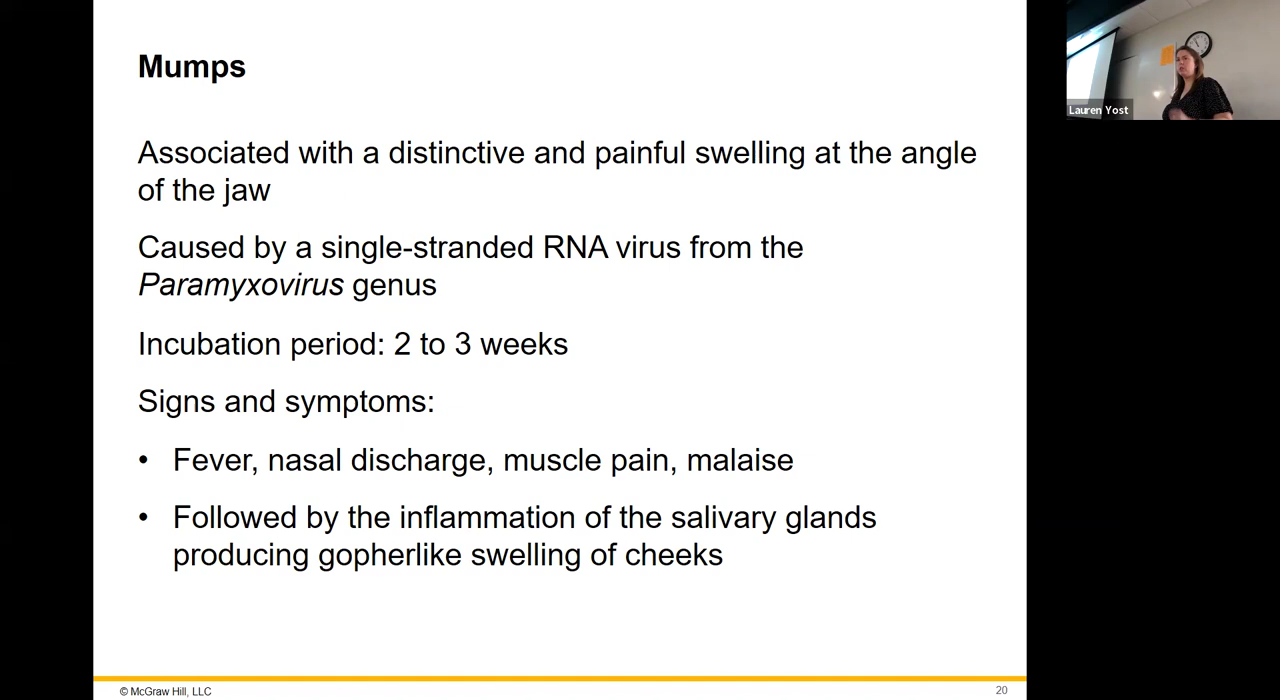 Mumps
Associated with a distinctive and painful swelling at the angle
of the jaw
Caused by a single-stranded RNA virus from the
Paramyxovirus genus
Incubation period: 2 to 3 weeks
Signs and symptoms:
• Fever, nasal discharge, muscle pain, malaise
• Followed by the inflammation of the salivary glands
producing gopherlike swelling of cheeks
© McGraw Hill, LLC
20
Lauren Yost